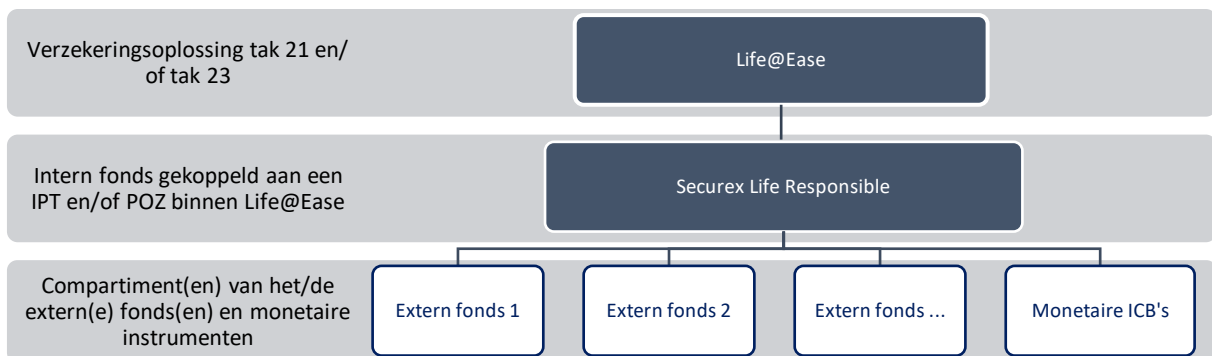 Verzekeringsoplossing tak 21 en/
of tak 23
Life@Ease
Intern fonds gekoppeld aan een
IPT en/of POZ binnen Life@Ease
Securex Life Responsible
Compartiment(en) van het/de
extern(e) fonds(en) en monetaire
instrumenten
Extern fonds 1
Extern fonds 2
Extern fonds ...
Monetaire ICB's